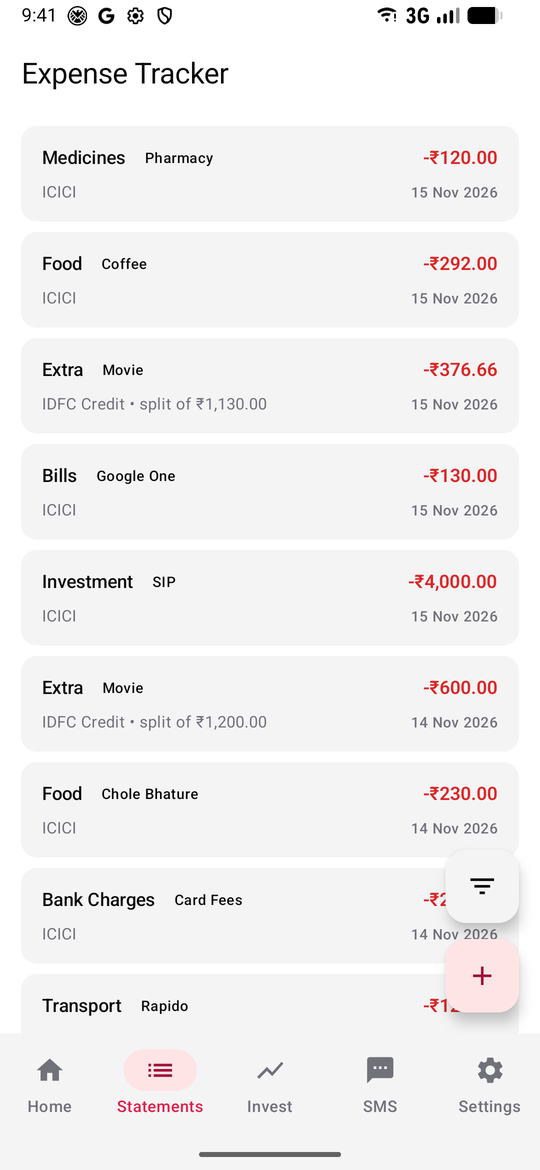 9:41 3G
Expense Tracker
Medicines Pharmacy -₹120.00
ICICI 15 Nov 2026
Food Coffee -₹292.00
ICICI 15 Nov 2026
Extra Movie -₹376.66
IDFC Credit • split of ₹1,130.00 15 Nov 2026
Bills Google One -₹130.00
ICICI 15 Nov 2026
Investment SIP -₹4,000.00
ICICI 15 Nov 2026
Extra Movie -₹600.00
IDFC Credit • split of ₹1,200.00 14 Nov 2026
Food Chole Bhature -₹230.00
ICICI 14 Nov 2026
Bank Charges Card Fees
ICICI 14 Nov 2026
Transport Rapido
Home Statements Invest SMS Settings